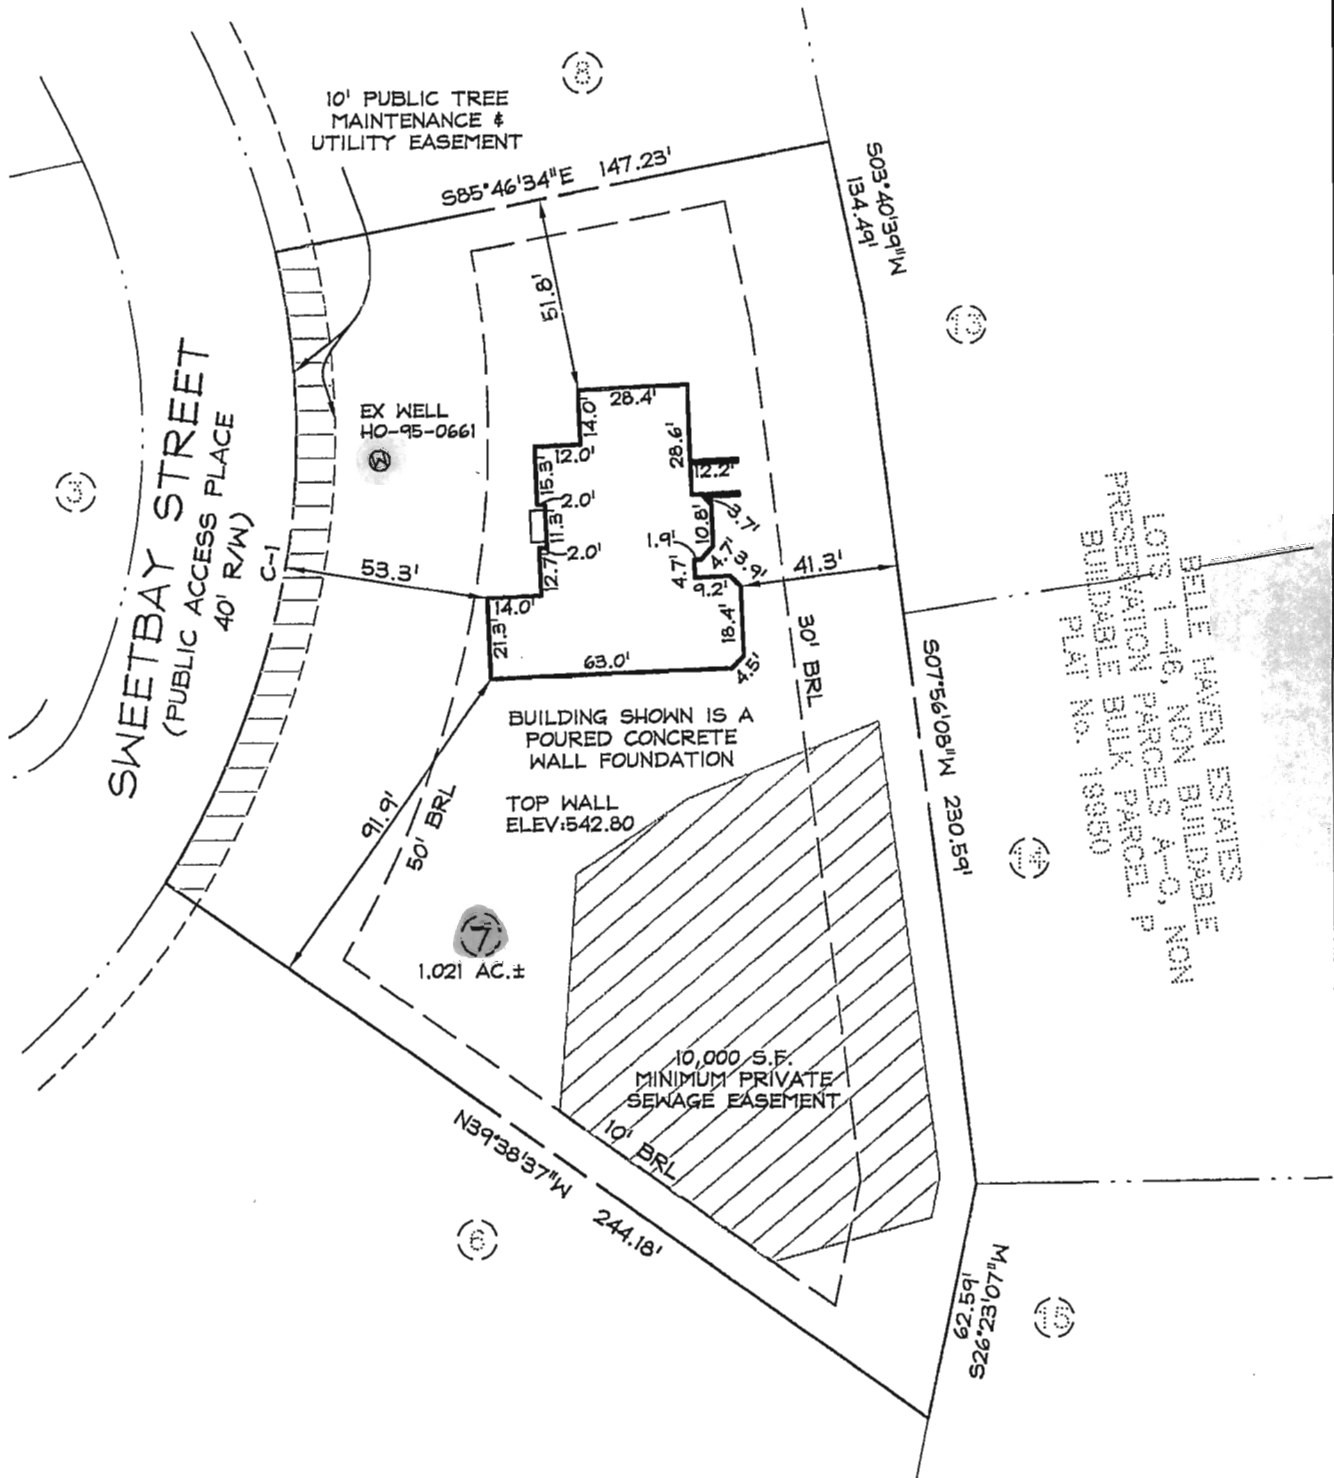 8
10' PUBLIC TREE
MAINTENANCE &
UTILITY EASEMENT
S85°46'34"E 147.23'
S03°40'39"W
134.49'
13
51.8'
SWEETBAY STREET
(PUBLIC ACCESS PLACE
40' R/W)
C-1
3
EX WELL
HO-95-0661
W
28.4'
14.0'
12.0'
28.6'
12.2'
15.3'
2.0'
11.3'
2.0'
12.7'
10.8'
3.7'
1.9'
4.7'
4.7'
3.9'
9.2'
41.3'
53.3'
14.0'
21.3'
18.4'
63.0'
4.5'
30' BRL
BUILDING SHOWN IS A
POURED CONCRETE
WALL FOUNDATION
TOP WALL
ELEV:542.80
91.9'
50' BRL
S07°56'08"W 230.59'
BELLE HAVEN ESTATES
LOTS 1-46, NON BUILDABLE
PRESERVATION PARCELS A-O, NON
BUILDABLE BULK PARCEL P
PLAT No. 19850
14
7
1.021 AC.±
10,000 S.F.
MINIMUM PRIVATE
SEWAGE EASEMENT
10' BRL
N39°38'37"W 244.18'
6
62.59'
S26°23'07"W
15